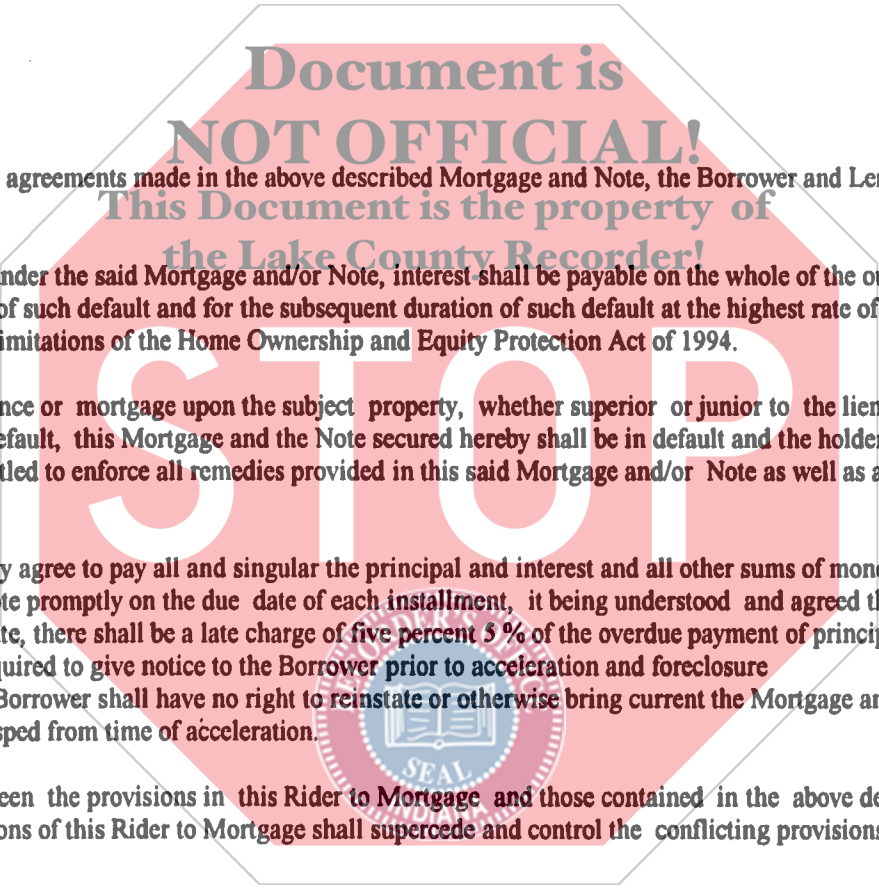 Document is
NOT OFFICIAL!
agreements made in the above described Mortgage and Note, the Borrower and Le
This Document is the property of
the Lake County Recorder!
nder the said Mortgage and/or Note, interest shall be payable on the whole of the o
of such default and for the subsequent duration of such default at the highest rate of
imitations of the Home Ownership and Equity Protection Act of 1994.
STOP
nce or mortgage upon the subject property, whether superior or junior to the lien
efault, this Mortgage and the Note secured hereby shall be in default and the holde
tled to enforce all remedies provided in this said Mortgage and/or Note as well as a
y agree to pay all and singular the principal and interest and all other sums of mon
te promptly on the due date of each installment, it being understood and agreed t
te, there shall be a late charge of five percent 5 % of the overdue payment of princip
quired to give notice to the Borrower prior to acceleration and foreclosure
Borrower shall have no right to reinstate or otherwise bring current the Mortgage a
psed from time of acceleration.
SEAL
INDIANA
een the provisions in this Rider to Mortgage and those contained in the above de
ons of this Rider to Mortgage shall supercede and control the conflicting provisions